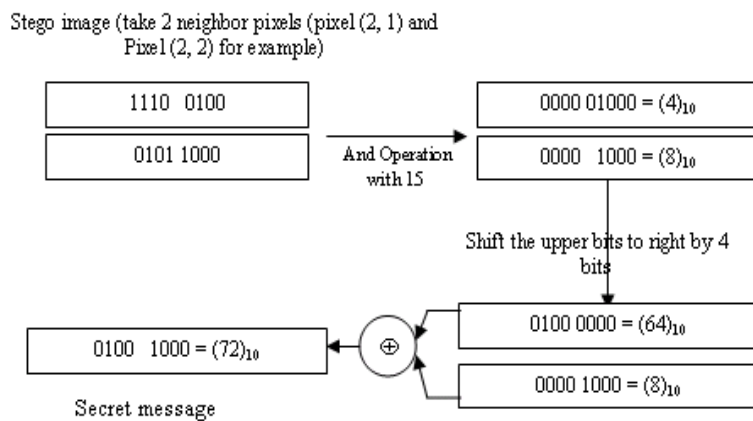 Stego image (take 2 neighbor pixels (pixel (2, 1) and
Pixel (2, 2) for example)
1110 0100
0101 1000
And Operation
with 15
0000 01000 = (4)₁₀
0000 1000 = (8)₁₀
Shift the upper bits to right by 4
bits
0100 0000 = (64)₁₀
0000 1000 = (8)₁₀
⊕
0100 1000 = (72)₁₀
Secret message